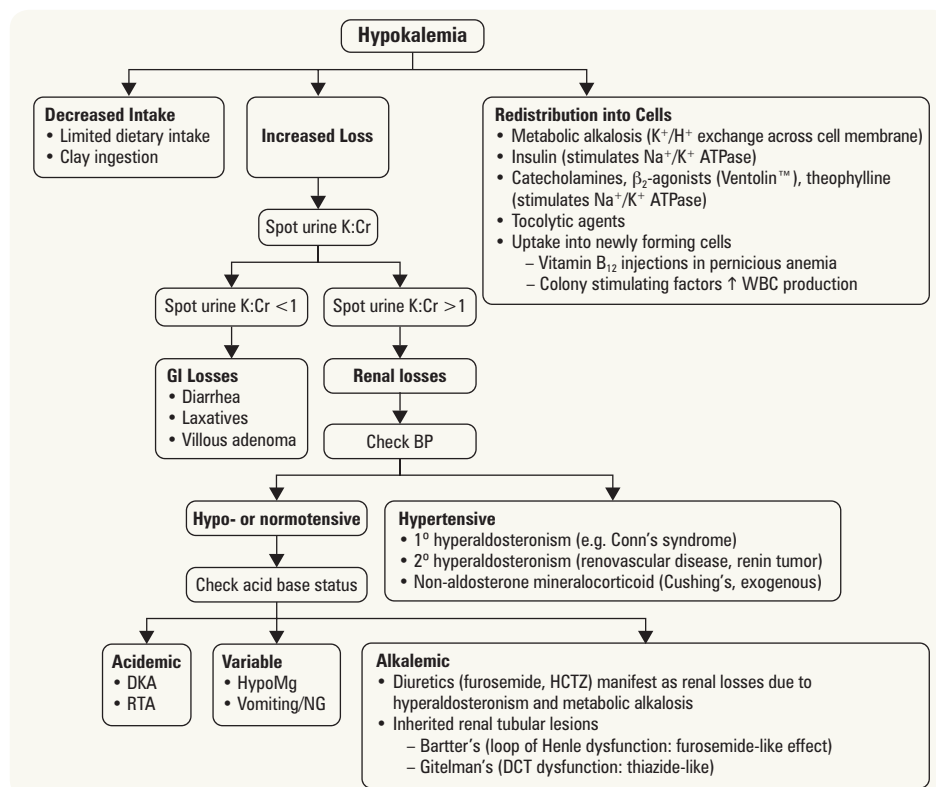 Hypokalemia
Decreased Intake
• Limited dietary intake
• Clay ingestion
Increased Loss
Redistribution into Cells
• Metabolic alkalosis (K⁺/H⁺ exchange across cell membrane)
• Insulin (stimulates Na⁺/K⁺ ATPase)
• Catecholamines, β₂-agonists (Ventolin™), theophylline
(stimulates Na⁺/K⁺ ATPase)
• Tocolytic agents
• Uptake into newly forming cells
– Vitamin B₁₂ injections in pernicious anemia
– Colony stimulating factors ↑ WBC production
Spot urine K:Cr
Spot urine K:Cr <1
Spot urine K:Cr >1
GI Losses
• Diarrhea
• Laxatives
• Villous adenoma
Renal losses
Check BP
Hypo- or normotensive
Hypertensive
• 1º hyperaldosteronism (e.g. Conn's syndrome)
• 2º hyperaldosteronism (renovascular disease, renin tumor)
• Non-aldosterone mineralocorticoid (Cushing's, exogenous)
Check acid base status
Acidemic
• DKA
• RTA
Variable
• HypoMg
• Vomiting/NG
Alkalemic
• Diuretics (furosemide, HCTZ) manifest as renal losses due to
hyperaldosteronism and metabolic alkalosis
• Inherited renal tubular lesions
– Bartter's (loop of Henle dysfunction: furosemide-like effect)
– Gitelman's (DCT dysfunction: thiazide-like)